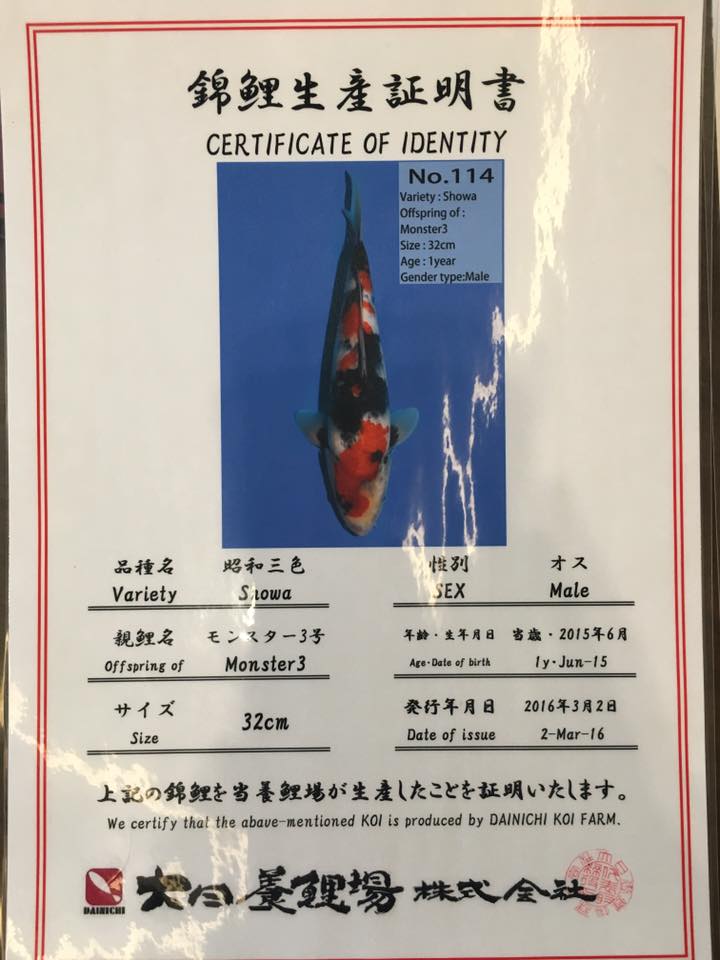 錦鯉生産証明書
CERTIFICATE OF IDENTITY
No.114
Variety : Showa
Offspring of :
Monster3
Size : 32cm
Age : 1year
Gender type:Male
品種名 昭和三色
Variety Showa
性別 オス
SEX Male
親鯉名 モンスター3号
Offspring of Monster3
年齢・生年月日 当歳・2015年6月
Age・Date of birth 1y・Jun-15
サイズ 32cm
Size
発行年月日 2016年3月2日
Date of issue 2-Mar-16
上記の錦鯉を当養鯉場が生産したことを証明いたします。
We certify that the abave-mentioned KOI is produced by DAINICHI KOI FARM.
DAINICHI
大日養鯉場 株式会社